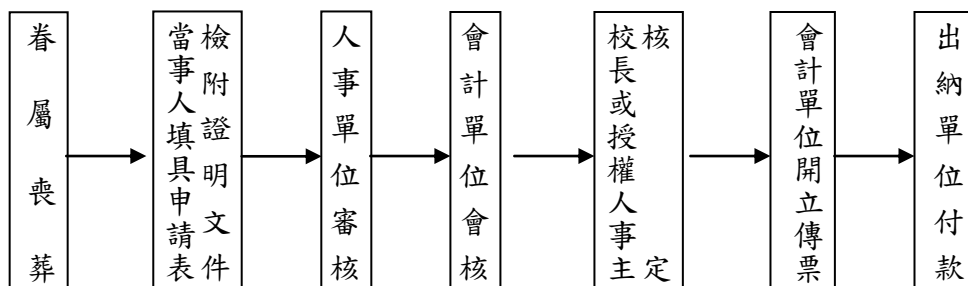 眷屬喪葬
當事人填具申請表
檢附證明文件
人事單位審核
會計單位會核
校長或授權人事主
核定
會計單位開立傳票
出納單位付款